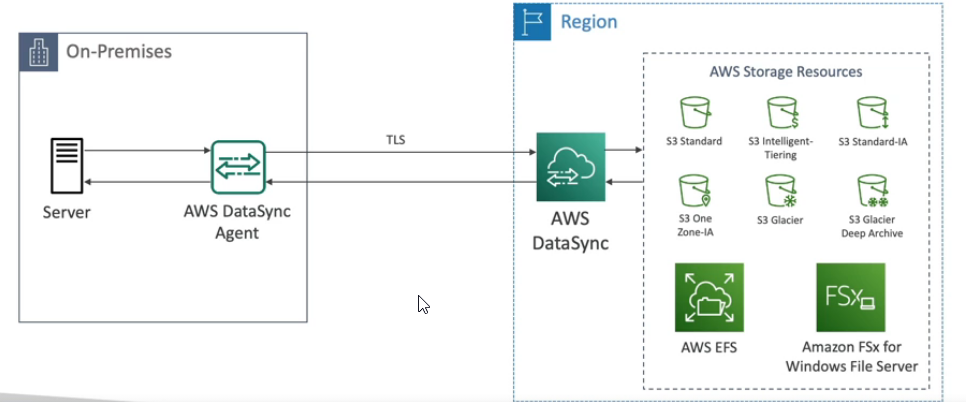 Region
On-Premises
AWS Storage Resources
S3 Standard
S3 Intelligent-
Tiering
S3 Standard-IA
TLS
Server
AWS DataSync
Agent
AWS
DataSync
S3 One
Zone-IA
S3 Glacier
S3 Glacier
Deep Archive
FSx
AWS EFS
Amazon FSx for
Windows File Server